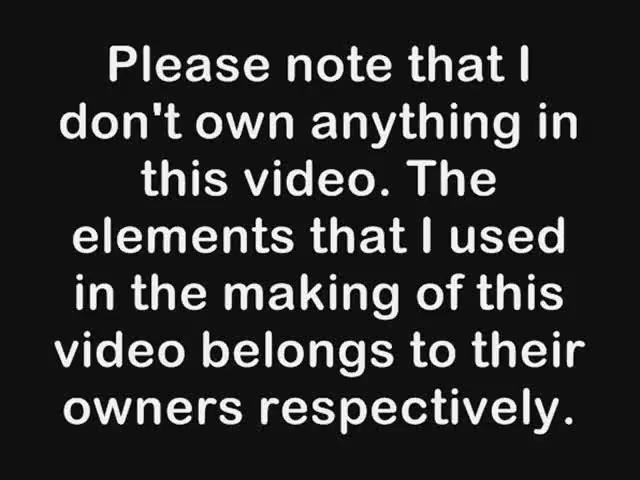 Please note that I
don't own anything in
this video. The
elements that I used
in the making of this
video belongs to their
owners respectively.